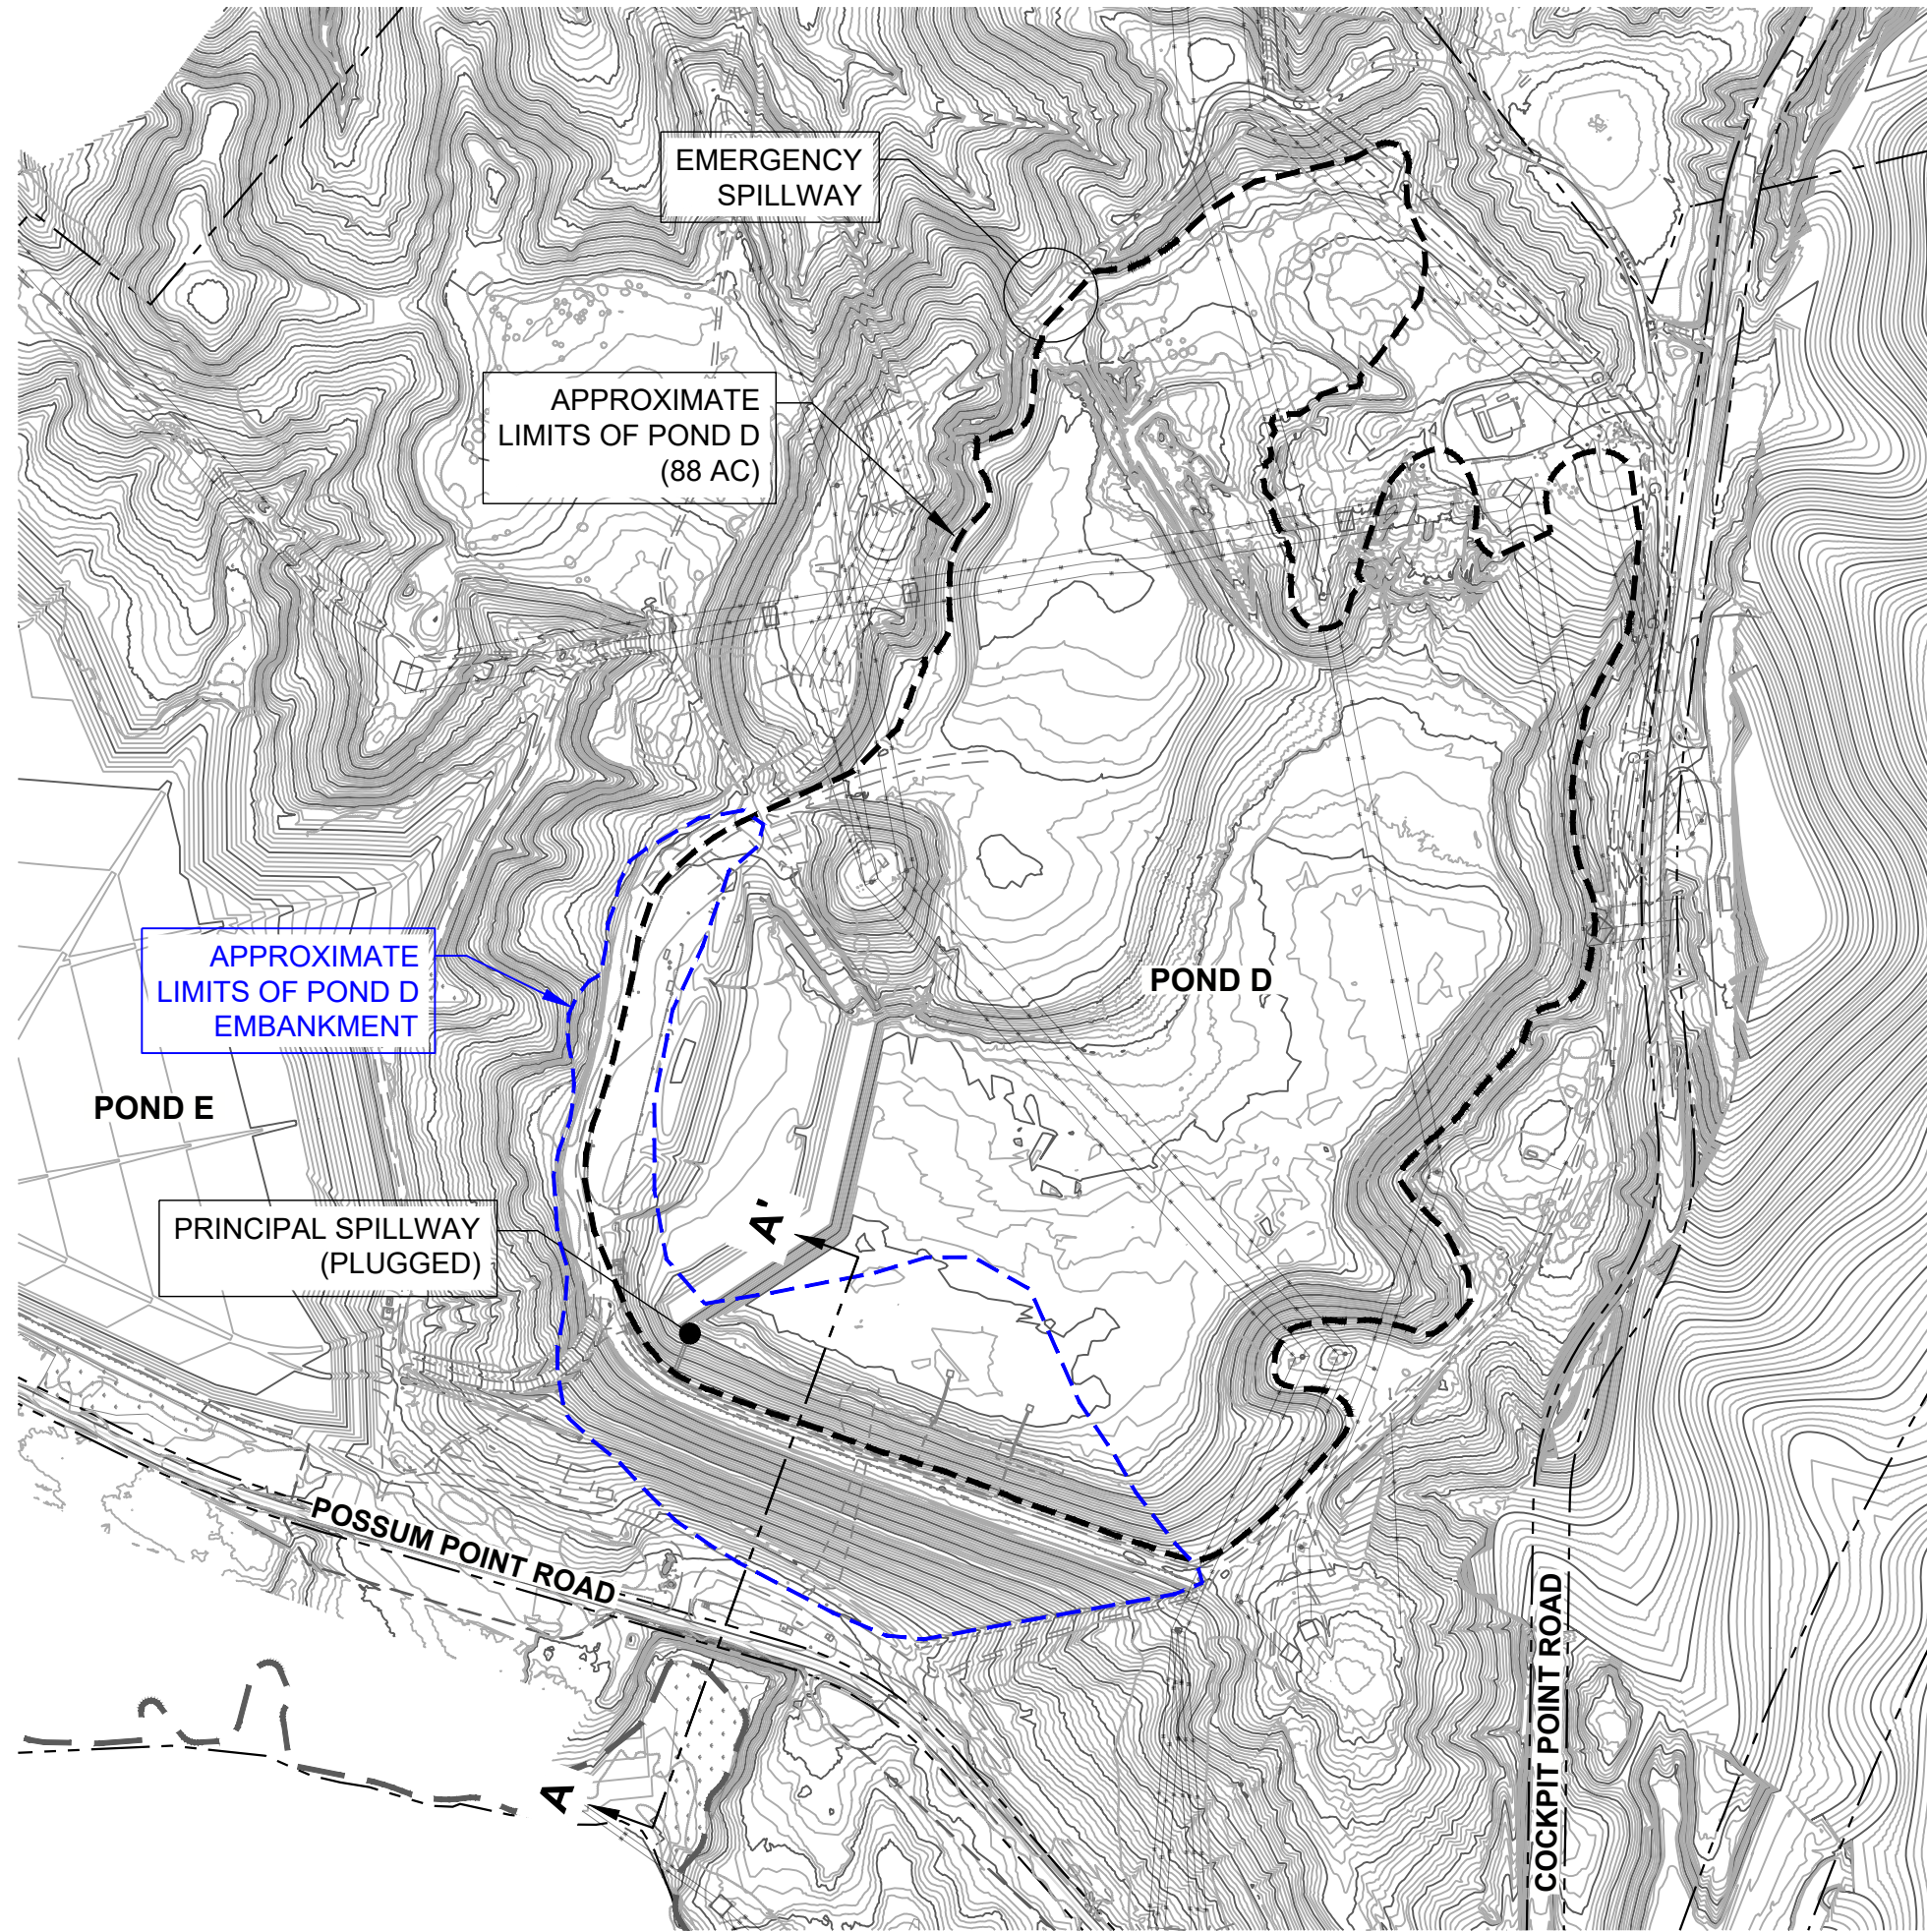 EMERGENCY
SPILLWAY
APPROXIMATE
LIMITS OF POND D
(88 AC)
APPROXIMATE
LIMITS OF POND D
EMBANKMENT
POND D
POND E
A'
PRINCIPAL SPILLWAY
(PLUGGED)
POSSUM POINT ROAD
COCKPIT POINT ROAD
A